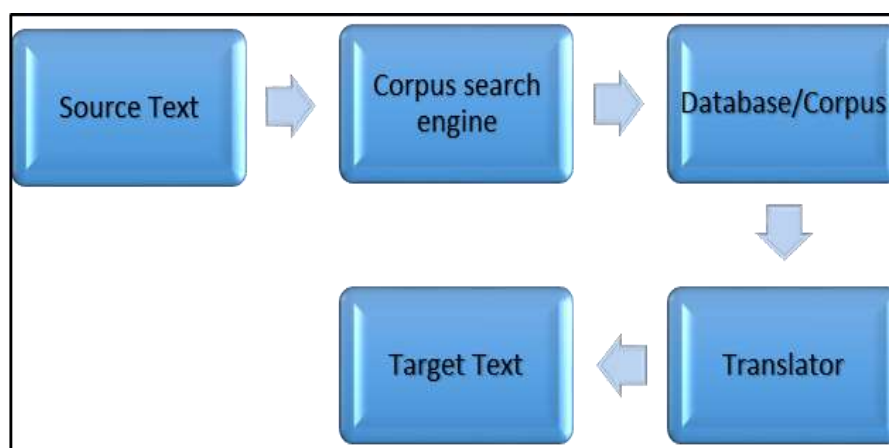 Source Text
Corpus search
engine
Database/Corpus
Translator
Target Text